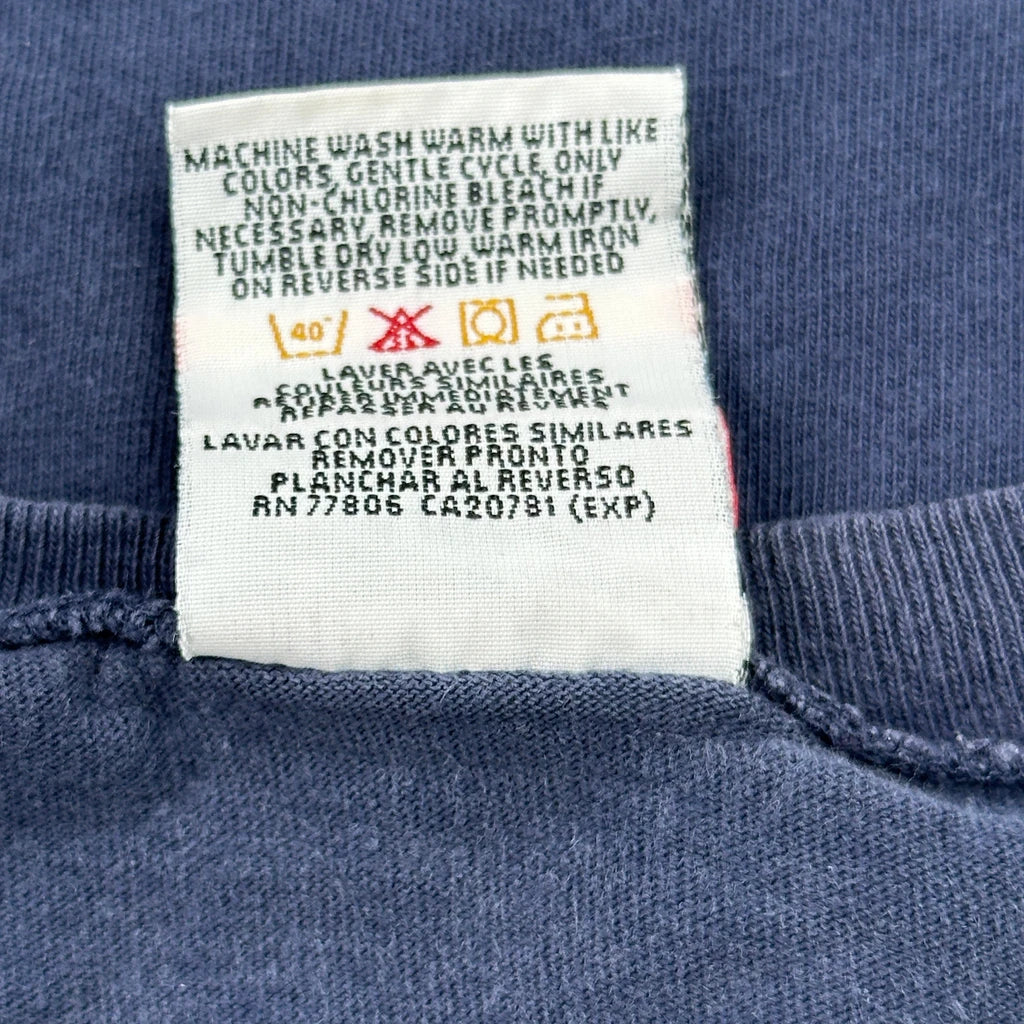 MACHINE WASH WARM WITH LIKE
COLORS, GENTLE CYCLE, ONLY
NON-CHLORINE BLEACH IF
NECESSARY, REMOVE PROMPTLY,
TUMBLE DRY LOW, WARM IRON
ON REVERSE SIDE IF NEEDED
40°
LAVER AVEC LES
COULEURS SIMILAIRES
RETIRER IMMEDIATEMENT
REPASSER AU REVERS
LAVAR CON COLORES SIMILARES
REMOVER PRONTO
PLANCHAR AL REVERSO
RN 77806 CA20781 (EXP)